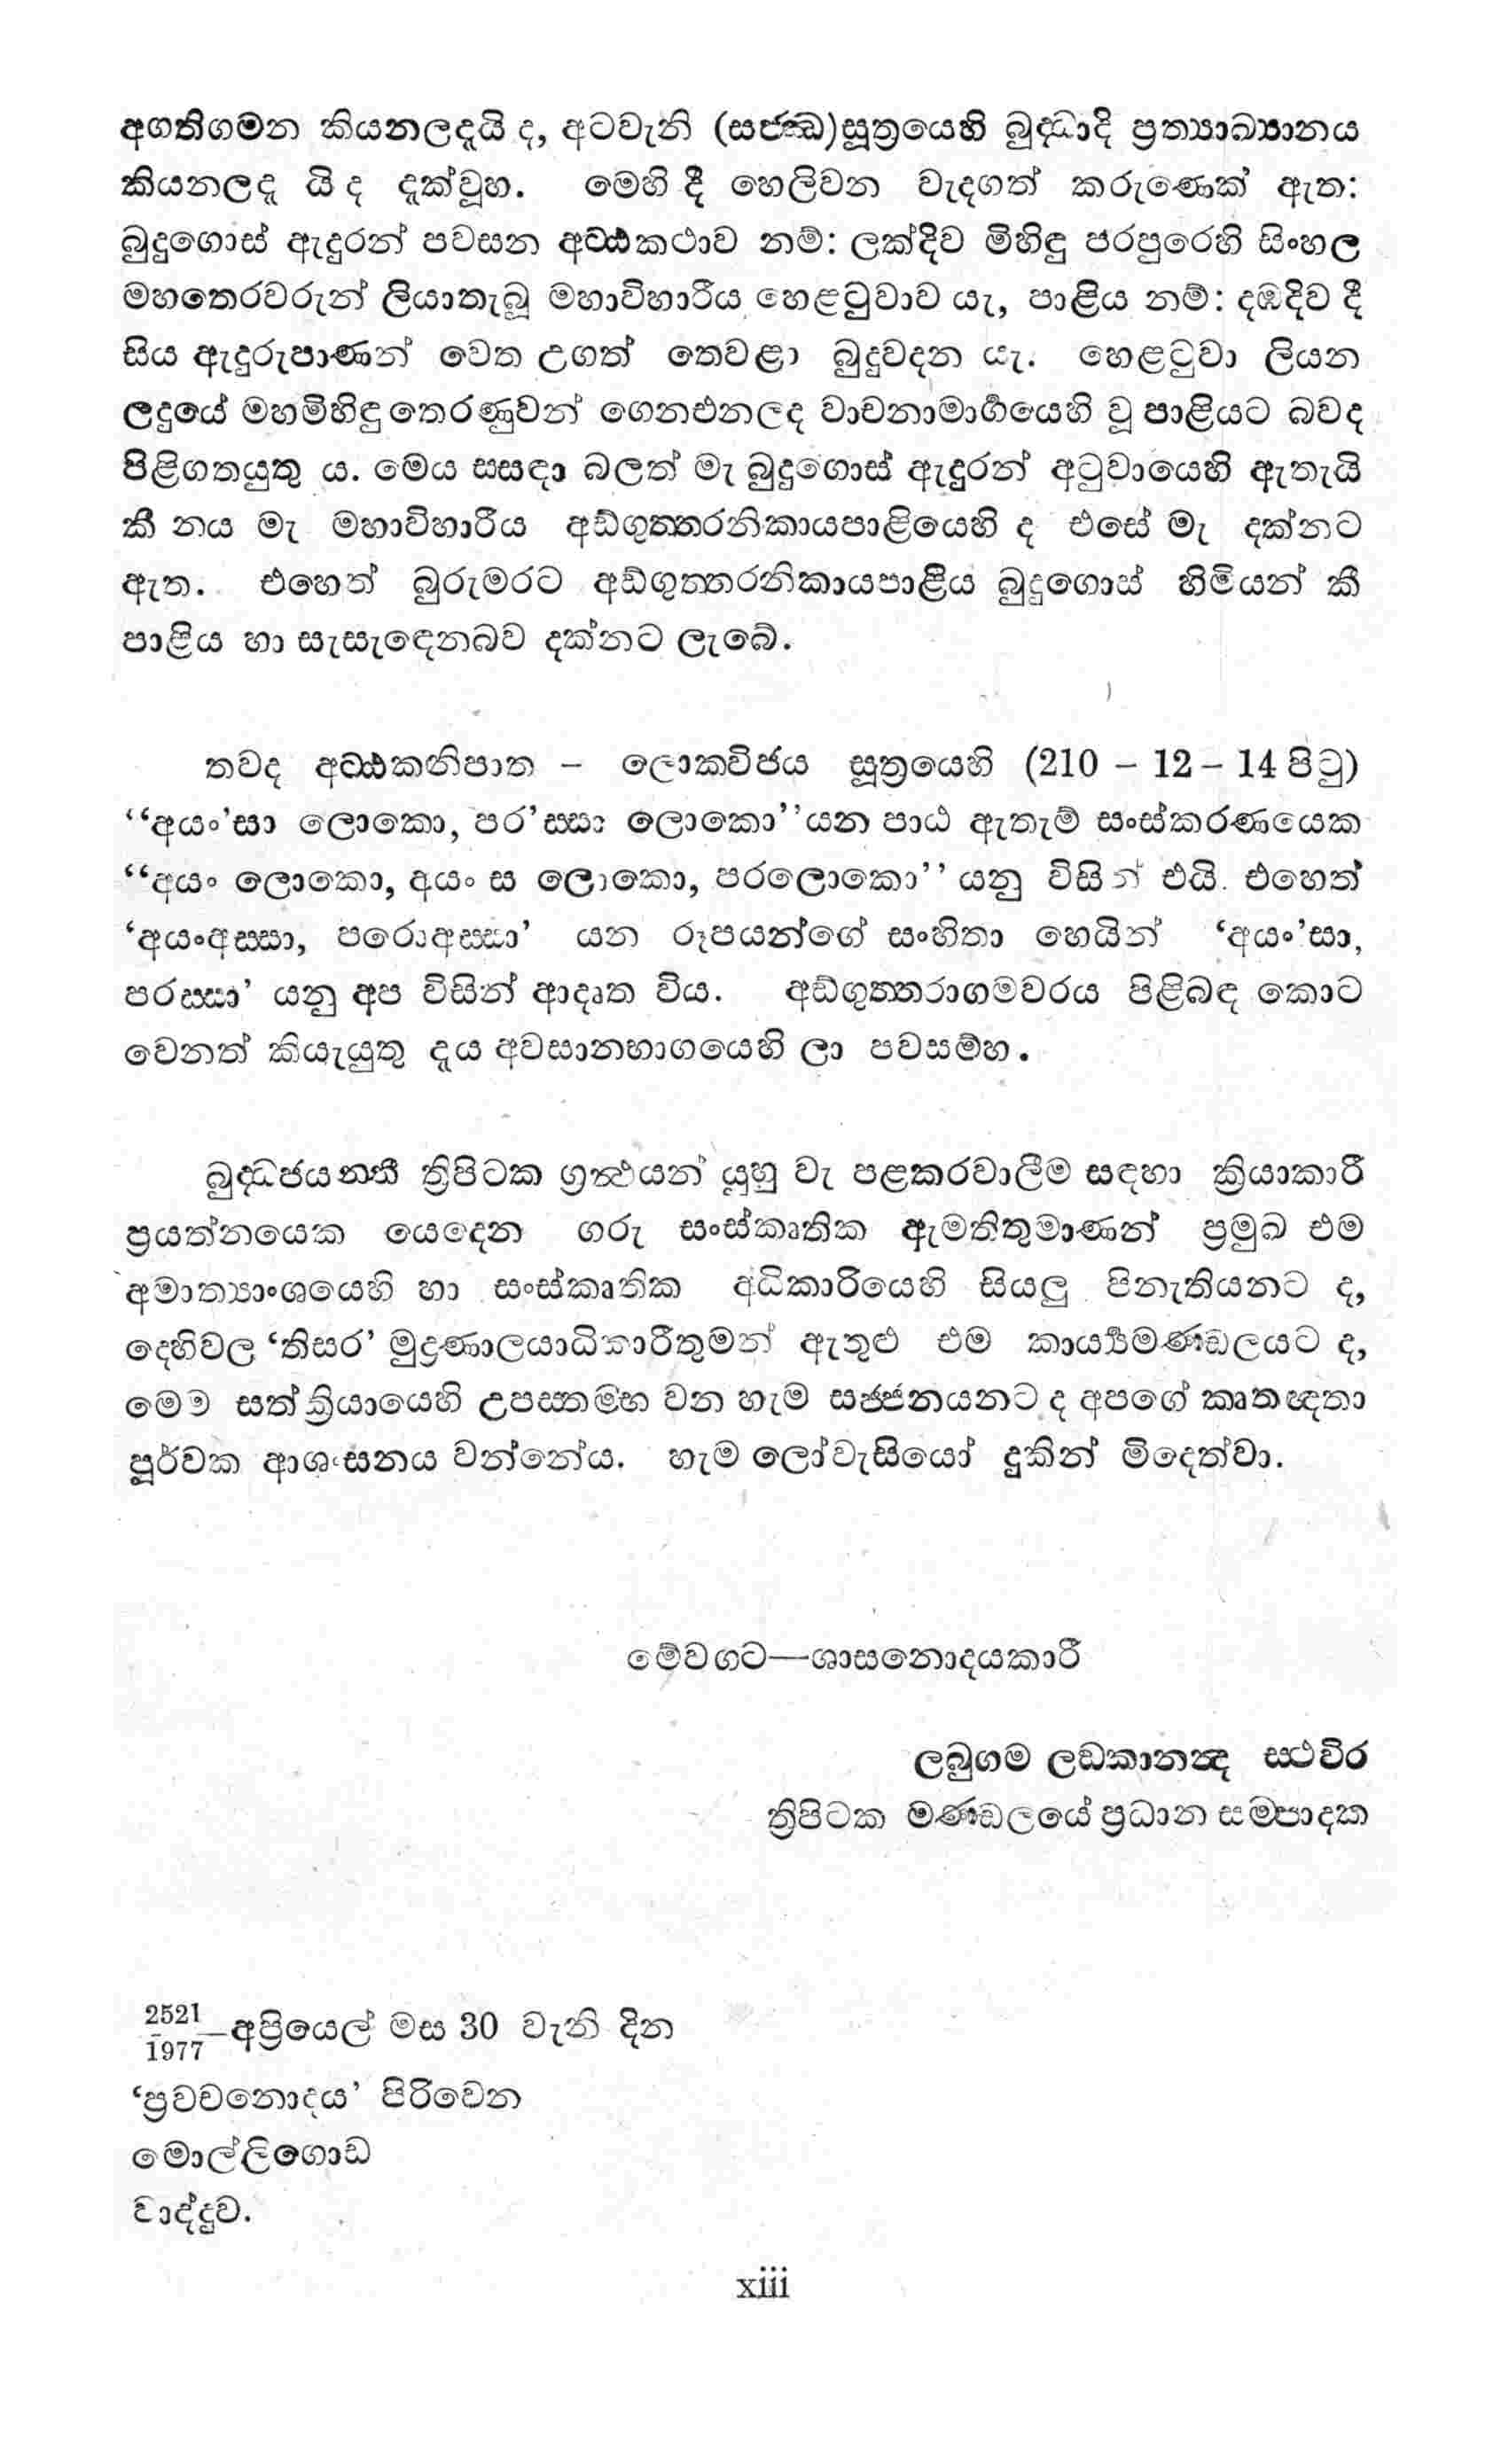 අගතිගමන කියනලදැයි ද, අටවැනි (සජ්ඣ)සූත්‍රයෙහි බුද්ධාදි ප්‍රත්‍යාඛ්‍යානය
කියනලදැ යි ද දැක්වූහ. මෙහි දී හෙලිවන වැදගත් කරුණෙක් ඇත:
බුදුගොස් ඇදුරන් පවසන අට්ඨකථාව නම්: ලක්දිව මිහිඳු පරපුරෙහි සිංහල
මහතෙරවරුන් ලියාතැබූ මහාවිහාරීය හෙළටුවාව යැ, පාළිය නම්: දඹදිව දී
සිය ඇදුරුපාණන් වෙත උගත් තෙවළා බුදුවදන යැ. හෙළටුවා ලියන
ලදුයේ මහමිහිඳුතෙරණුවන් ගෙනඑනලද වාචනාමාර්‍ගයෙහි වූ පාළියට බවද
පිළිගතයුතු ය. මෙය සසඳා බලත් මැ බුදුගොස් ඇදුරන් අටුවායෙහි ඇතැයි
කී නය මැ මහාවිහාරීය අඞ්ගුත්තරනිකායපාළියෙහි ද එසේ මැ දක්නට
ඇත. එහෙත් බුරුමරට අඞ්ගුත්තරනිකායපාළිය බුදුගොස් හිමියන් කී
පාළිය හා සැසැඳෙනබව දක්නට ලැබේ.
තවද අට්ඨකනිපාත – ලොකවිජය සූත්‍රයෙහි (210 – 12 – 14 පිටු)
‘‘අයං’සා ලොකො, පර’ස්සා ලොකො’’යන පාඨ ඇතැම් සංස්කරණයෙක
‘‘අයං ලොකො, අයං ස ලොකො, පරලොකො’’ යනු විසින් එයි. එහෙත්
‘අයංඅස්සා, පරොඅස්සා’ යන රූපයන්ගේ සංහිතා හෙයින් ‘අයං’සා,
පරස්සා’ යනු අප විසින් ආදෘත විය. අඞ්ගුත්තරාගමවරය පිළිබඳ කොට
වෙනත් කියැයුතු දැය අවසානභාගයෙහි ලා පවසම්හ.
බුද්ධජයන්තී ත්‍රිපිටක ග්‍රන්ථයන් යුහු වැ පළකරවාලීම සඳහා ක්‍රියාකාරී
ප්‍රයත්නයෙක යෙදෙන ගරු සංස්කෘතික ඇමතිතුමාණන් ප්‍රමුඛ එම
අමාත්‍යාංශයෙහි හා සංස්කෘතික අධිකාරියෙහි සියලු පිනැතියනට ද,
දෙහිවල ‘තිසර’ මුද්‍රණාලයාධිකාරීතුමන් ඇතුළු එම කාර්‍ය්‍යමණ්ඩලයට ද,
මෙම සත්ක්‍රියායෙහි උපස්තම්භ වන හැම සජ්ජනයනට ද අපගේ කෘතඥතා
පූර්වක ආශංසනය වන්නේය. හැම ලෝවැසියෝ දුකින් මිදෙත්වා.
මේවගට—ශාසනොදයකාරී
ලබුගම ලඞ්කානන්ද ස්ථවිර
ත්‍රිපිටක මණ්ඩලයේ ප්‍රධාන සම්පාදක
2521
1977 —අප්‍රියෙල් මස 30 වැනි දින
‘ප්‍රවචනොදය’ පිරිවෙන
මොල්ලිගොඩ
වාද්දුව.
xiii